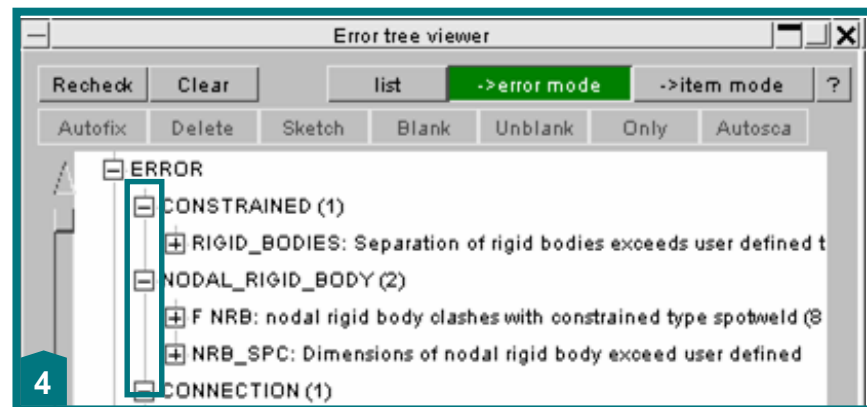 Error tree viewer
Recheck Clear list ->error mode ->item mode ?
Autofix Delete Sketch Blank Unblank Only Autosca
ERROR
CONSTRAINED (1)
RIGID_BODIES: Separation of rigid bodies exceeds user defined t
NODAL_RIGID_BODY (2)
F NRB: nodal rigid body clashes with constrained type spotweld (8
NRB_SPC: Dimensions of nodal rigid body exceed user defined
CONNECTION (1)
4